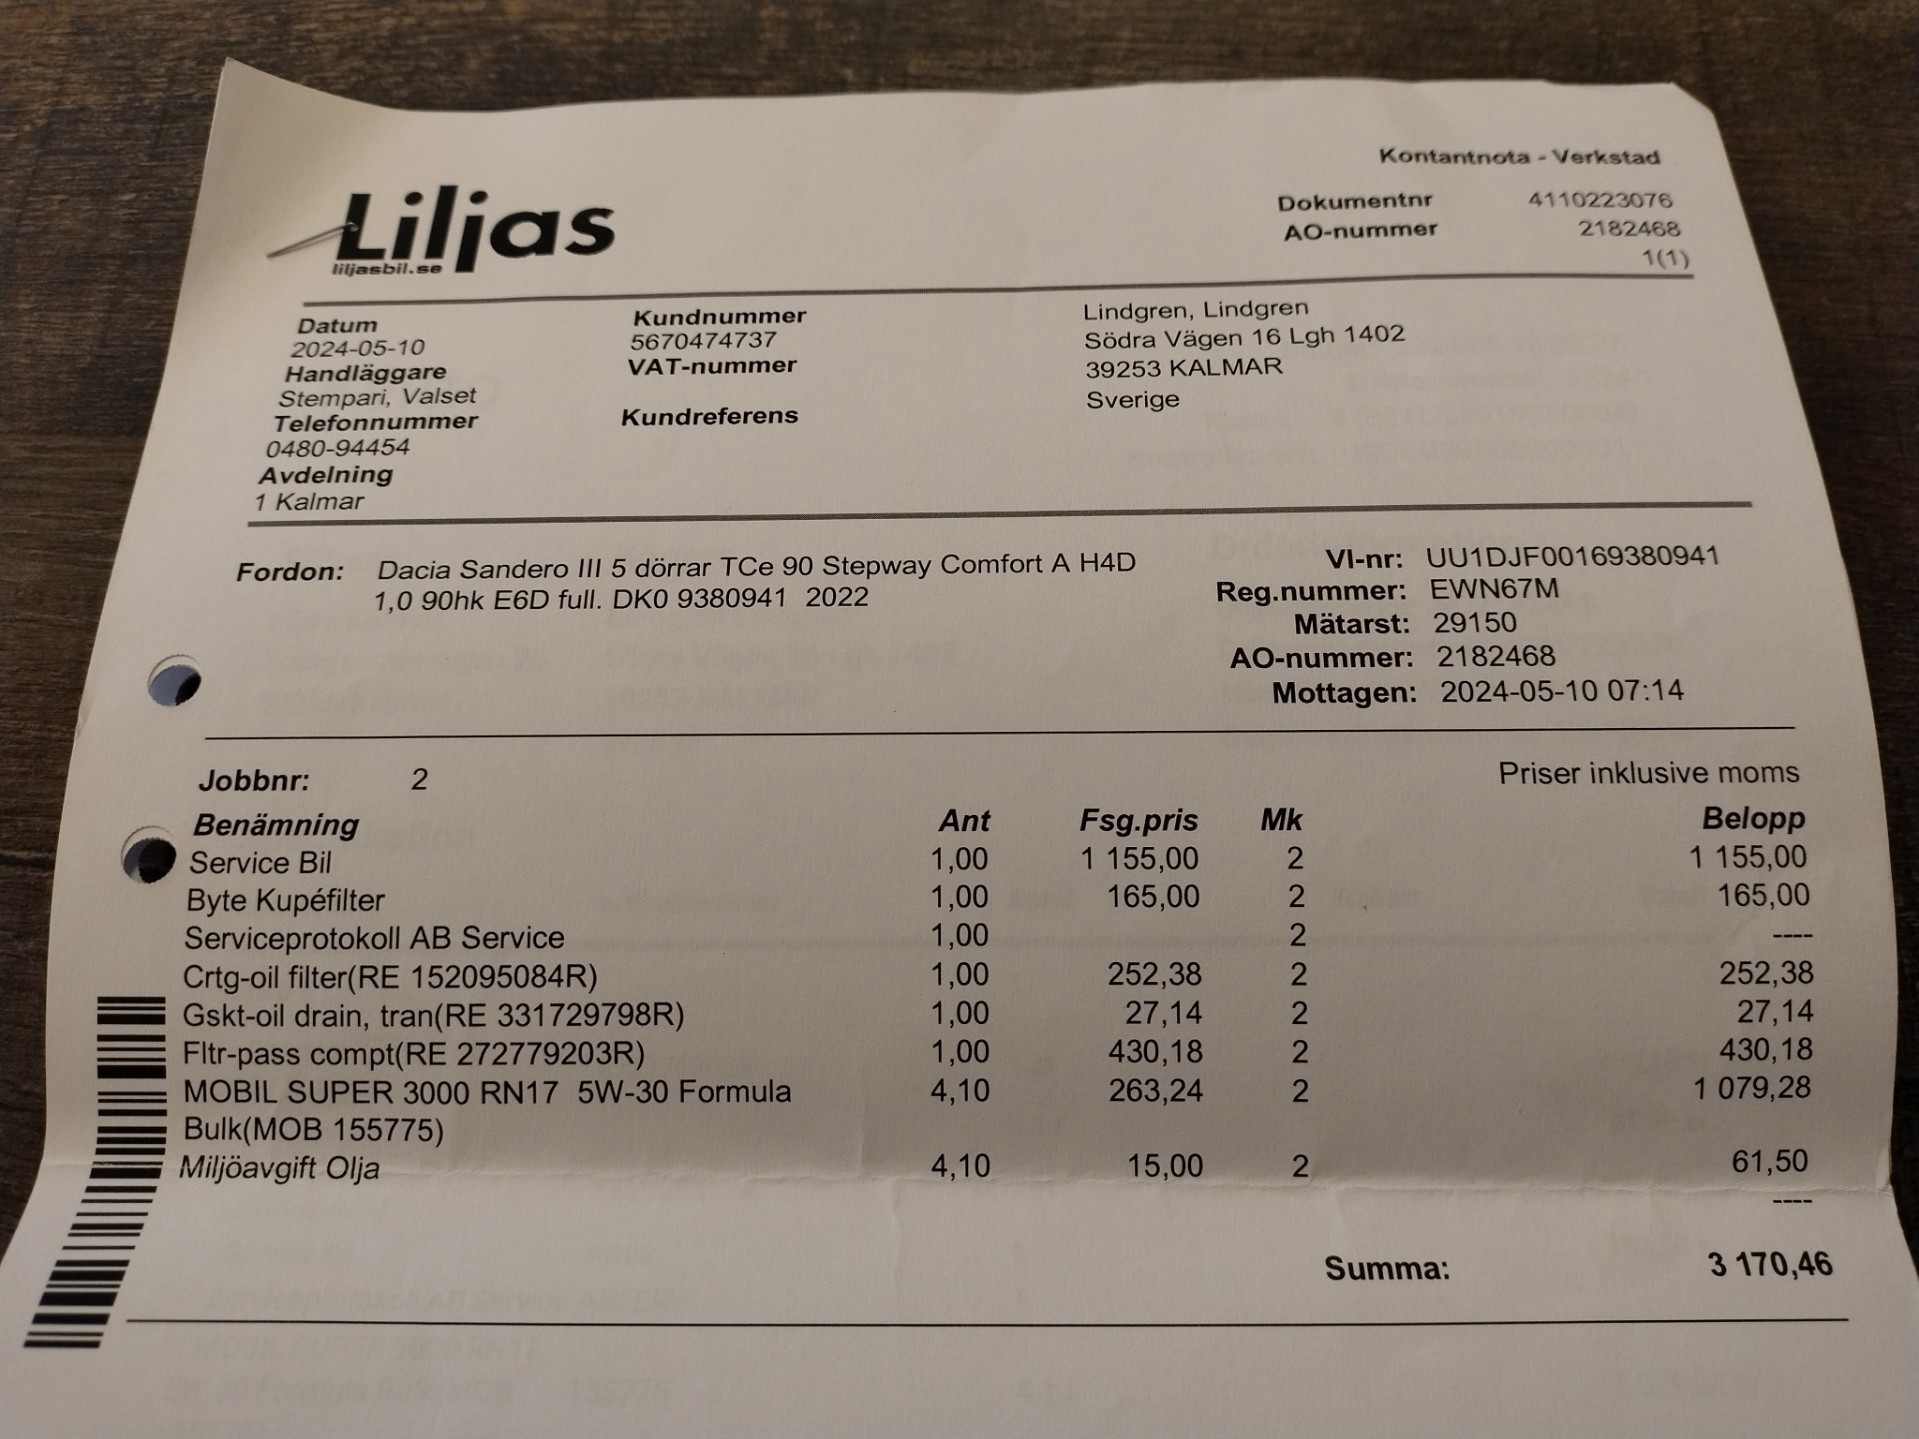 Kontantnota - Verkstad
Liljas
liljasbil.se
Dokumentnr 4110223076
AO-nummer 2182468
1(1)
Datum
2024-05-10
Handläggare
Stempari, Valset
Telefonnummer
0480-94454
Avdelning
1 Kalmar
Kundnummer
5670474737
VAT-nummer
Kundreferens
Lindgren, Lindgren
Södra Vägen 16 Lgh 1402
39253 KALMAR
Sverige
Fordon: Dacia Sandero III 5 dörrar TCe 90 Stepway Comfort A H4D
1,0 90hk E6D full. DK0 9380941 2022
VI-nr: UU1DJF00169380941
Reg.nummer: EWN67M
Mätarst: 29150
AO-nummer: 2182468
Mottagen: 2024-05-10 07:14
Jobbnr: 2 Priser inklusive moms
Benämning Ant Fsg.pris Mk Belopp
Service Bil 1,00 1 155,00 2 1 155,00
Byte Kupéfilter 1,00 165,00 2 165,00
Serviceprotokoll AB Service 1,00 2 ----
Crtg-oil filter(RE 152095084R) 1,00 252,38 2 252,38
Gskt-oil drain, tran(RE 331729798R) 1,00 27,14 2 27,14
Fltr-pass compt(RE 272779203R) 1,00 430,18 2 430,18
MOBIL SUPER 3000 RN17 5W-30 Formula 4,10 263,24 2 1 079,28
Bulk(MOB 155775)
Miljöavgift Olja 4,10 15,00 2 61,50
----
Summa: 3 170,46